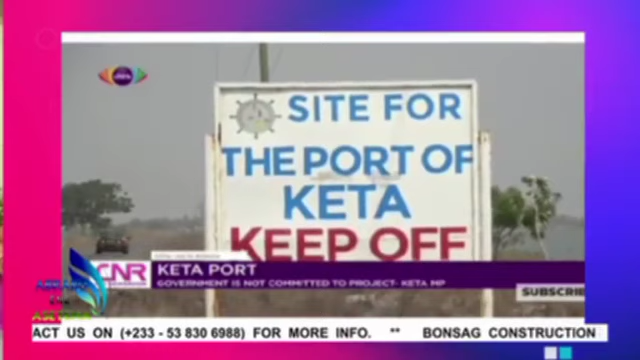 SITE FOR
THE PORT OF
KETA
KEEP OFF
CNR
KETA PORT
GOVERNMENT IS NOT COMMITTED TO PROJECT- KETA MP
SUBSCRIBE
ACT US ON (+233 - 53 830 6988) FOR MORE INFO. ** BONSAG CONSTRUCTION